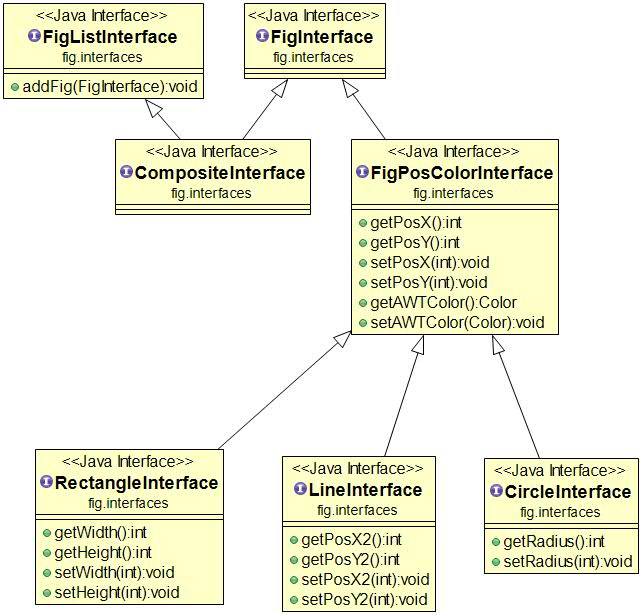 <<Java Interface>>
FigListInterface
fig.interfaces
addFig(FigInterface):void
<<Java Interface>>
FigInterface
fig.interfaces
<<Java Interface>>
CompositeInterface
fig.interfaces
<<Java Interface>>
FigPosColorInterface
fig.interfaces
getPosX():int
getPosY():int
setPosX(int):void
setPosY(int):void
getAWTColor():Color
setAWTColor(Color):void
<<Java Interface>>
RectangleInterface
fig.interfaces
getWidth():int
getHeight():int
setWidth(int):void
setHeight(int):void
<<Java Interface>>
LineInterface
fig.interfaces
getPosX2():int
getPosY2():int
setPosX2(int):void
setPosY2(int):void
<<Java Interface>>
CircleInterface
fig.interfaces
getRadius():int
setRadius(int):void